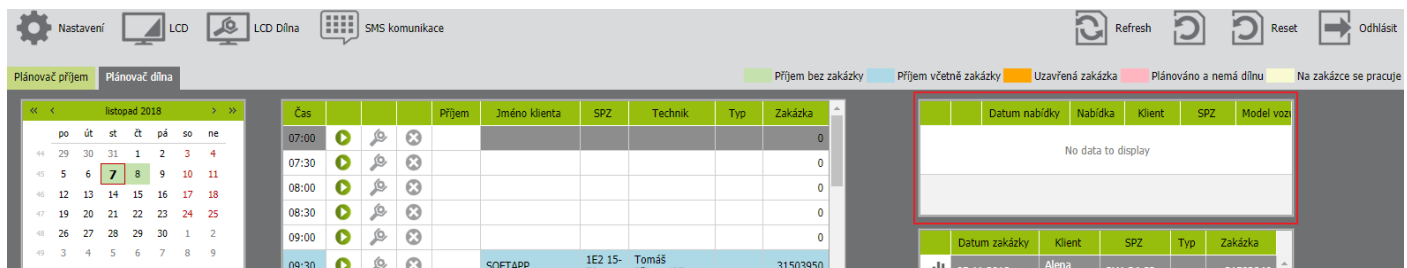 Nastavení LCD LCD Dílna SMS komunikace Refresh Reset Odhlásit
Plánovač příjem Plánovač dílna Příjem bez zakázky Příjem včetně zakázky Uzavřená zakázka Plánováno a nemá dílnu Na zakázce se pracuje
« < listopad 2018 > »
po út st čt pá so ne
44 29 30 31 1 2 3 4
45 5 6 7 8 9 10 11
46 12 13 14 15 16 17 18
47 19 20 21 22 23 24 25
48 26 27 28 29 30 1 2
49 3 4 5 6 7 8 9
Čas Příjem Jméno klienta SPZ Technik Typ Zakázka
07:00 0
07:30 0
08:00 0
08:30 0
09:00 0
09:30 SOFTAPP 1E2 15- Tomáš 31503950
Datum nabídky Nabídka Klient SPZ Model vozu
No data to display
Datum zakázky Klient SPZ Typ Zakázka
Alena